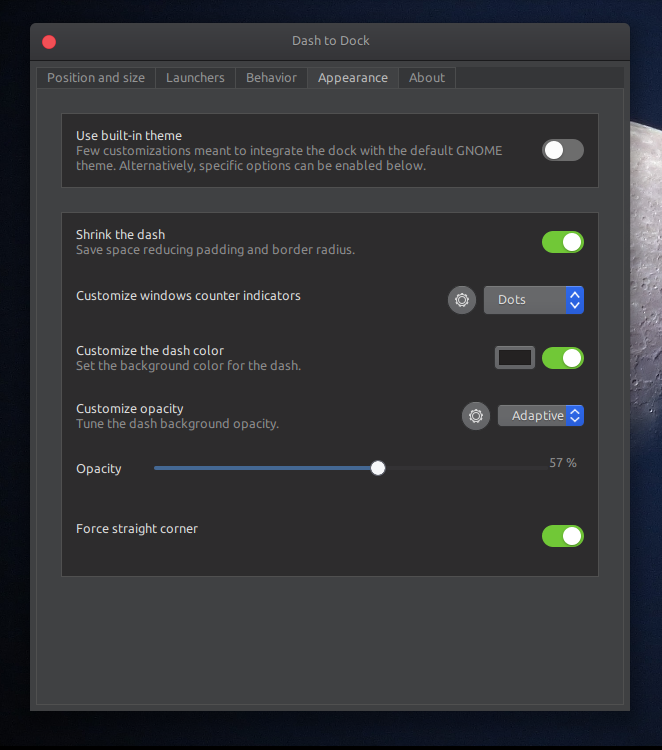 Dash to Dock
Position and size
Launchers
Behavior
Appearance
About
Use built-in theme
Few customizations meant to integrate the dock with the default GNOME
theme. Alternatively, specific options can be enabled below.
Shrink the dash
Save space reducing padding and border radius.
Customize windows counter indicators
Dots
Customize the dash color
Set the background color for the dash.
Customize opacity
Tune the dash background opacity.
Adaptive
Opacity
57 %
Force straight corner